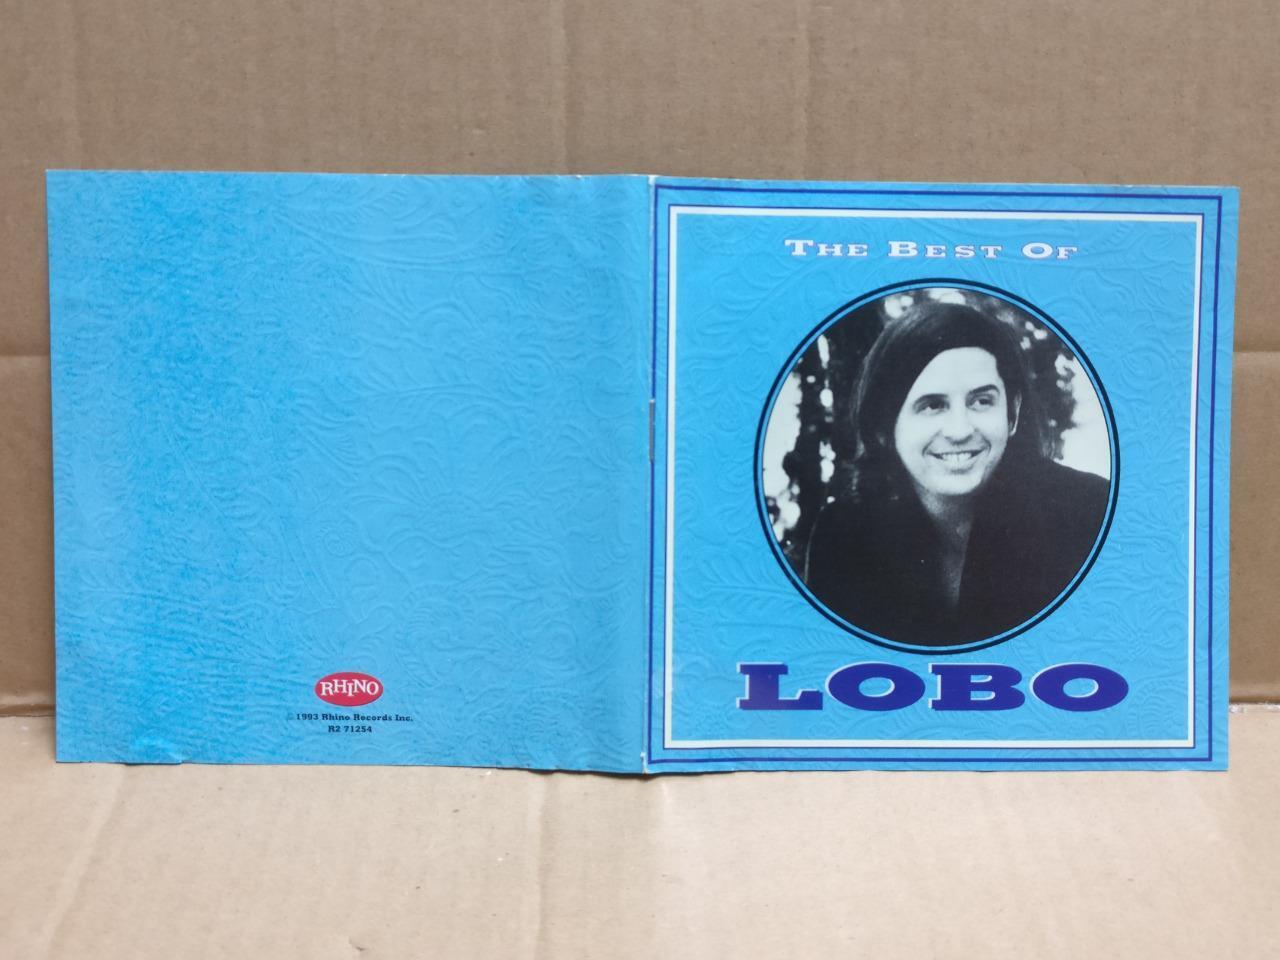 RHINO
©1993 Rhino Records Inc.
R2 71254
THE BEST OF
LOBO